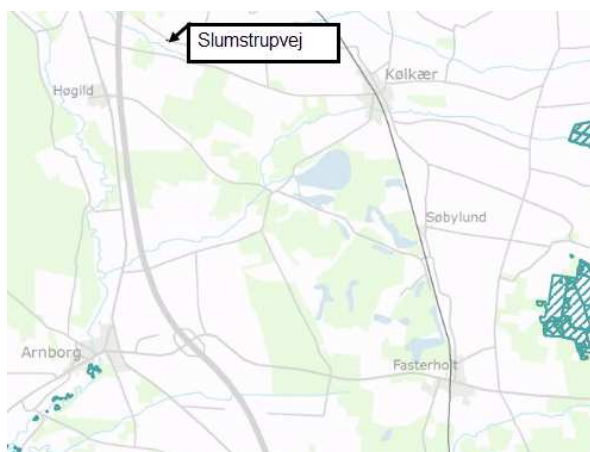 Slumstrupvej
Kølkær
Høgild
Søbylund
Arnborg
Fasterholt